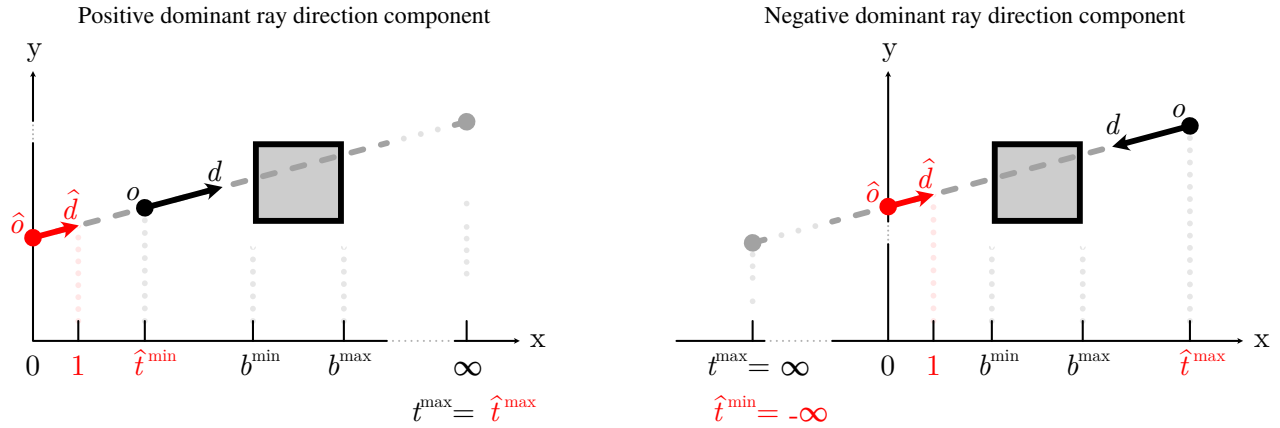 Positive dominant ray direction component
y
ô
d̂
o
d
x
0 1 t̂ᵐⁱⁿ bᵐⁱⁿ bᵐᵃˣ ∞
tᵐᵃˣ = t̂ᵐᵃˣ
Negative dominant ray direction component
y
o
d
ô
d̂
x
tᵐᵃˣ = ∞ 0 1 bᵐⁱⁿ bᵐᵃˣ t̂ᵐᵃˣ
t̂ᵐⁱⁿ = -∞